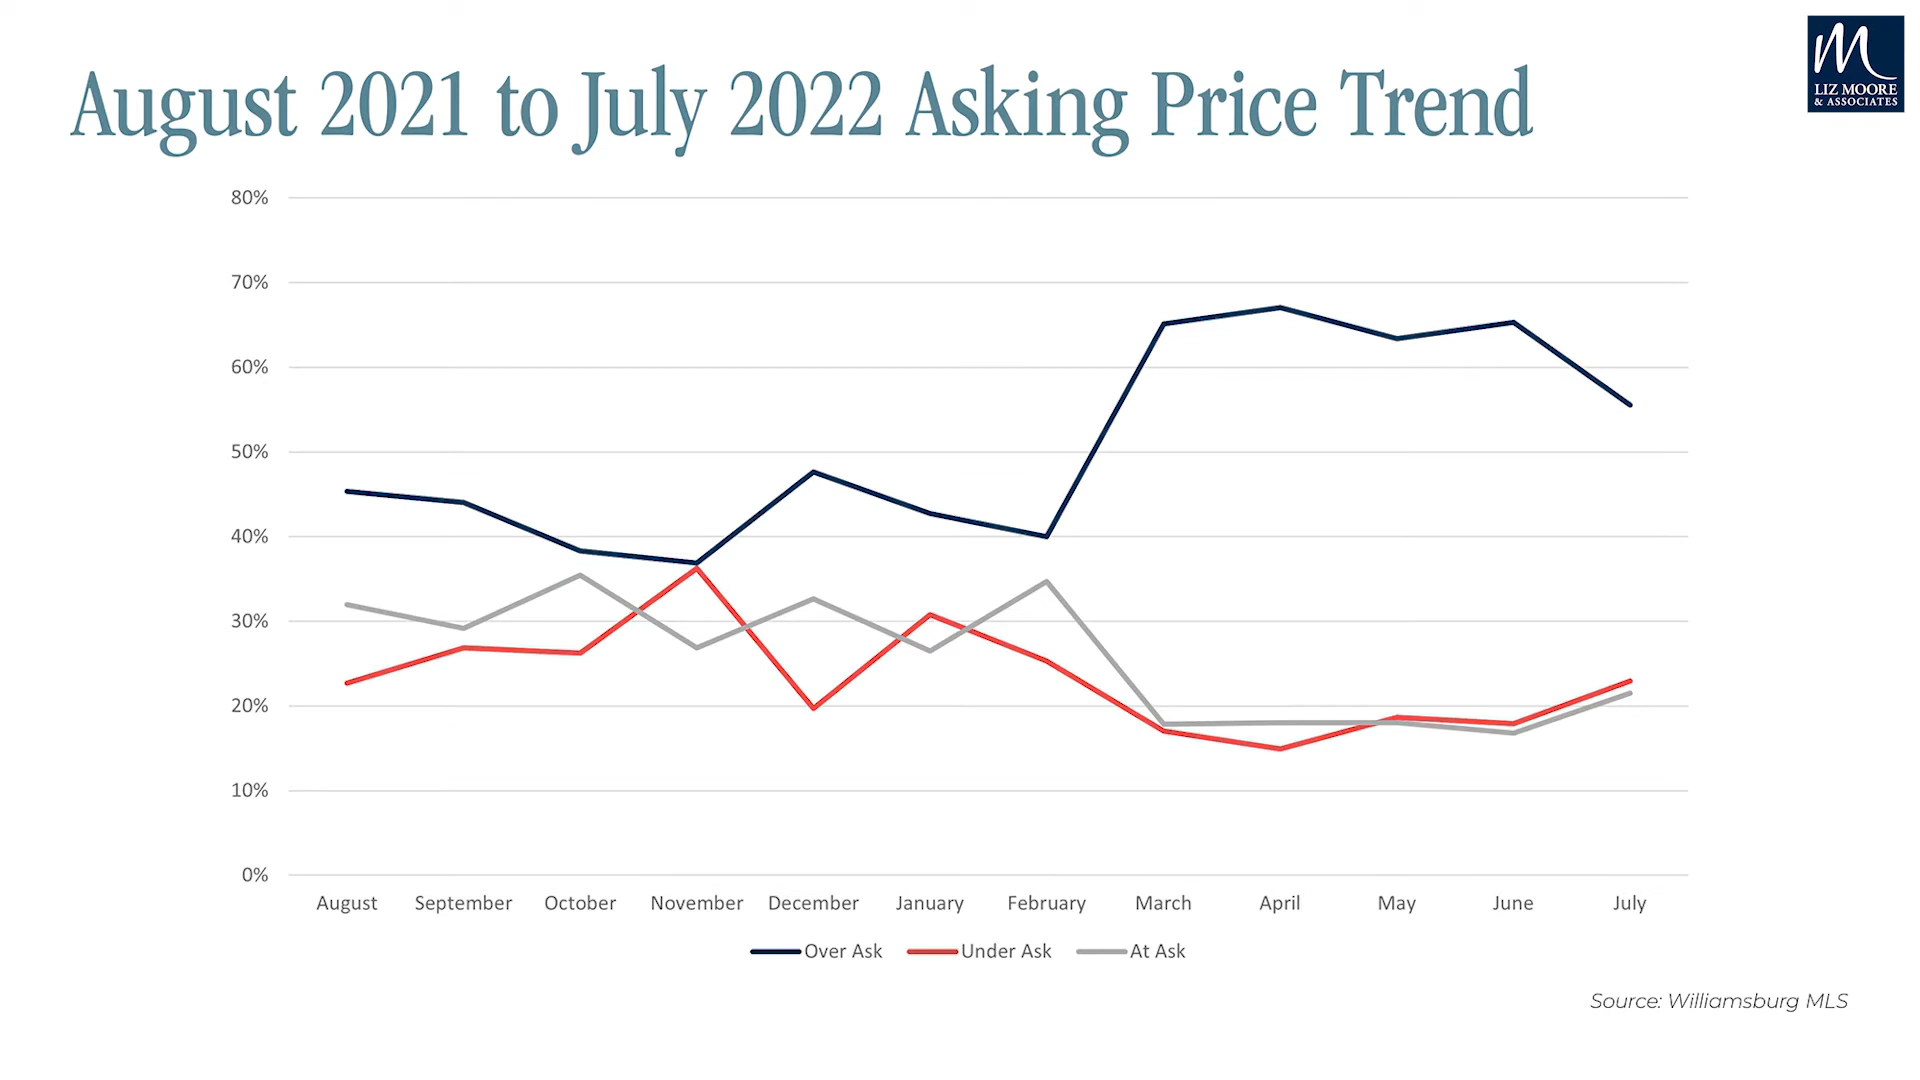 August 2021 to July 2022 Asking Price Trend
M
LIZ MOORE
& ASSOCIATES
80%
70%
60%
50%
40%
30%
20%
10%
0%
August September October November December January February March April May June July
Over Ask Under Ask At Ask
Source: Williamsburg MLS